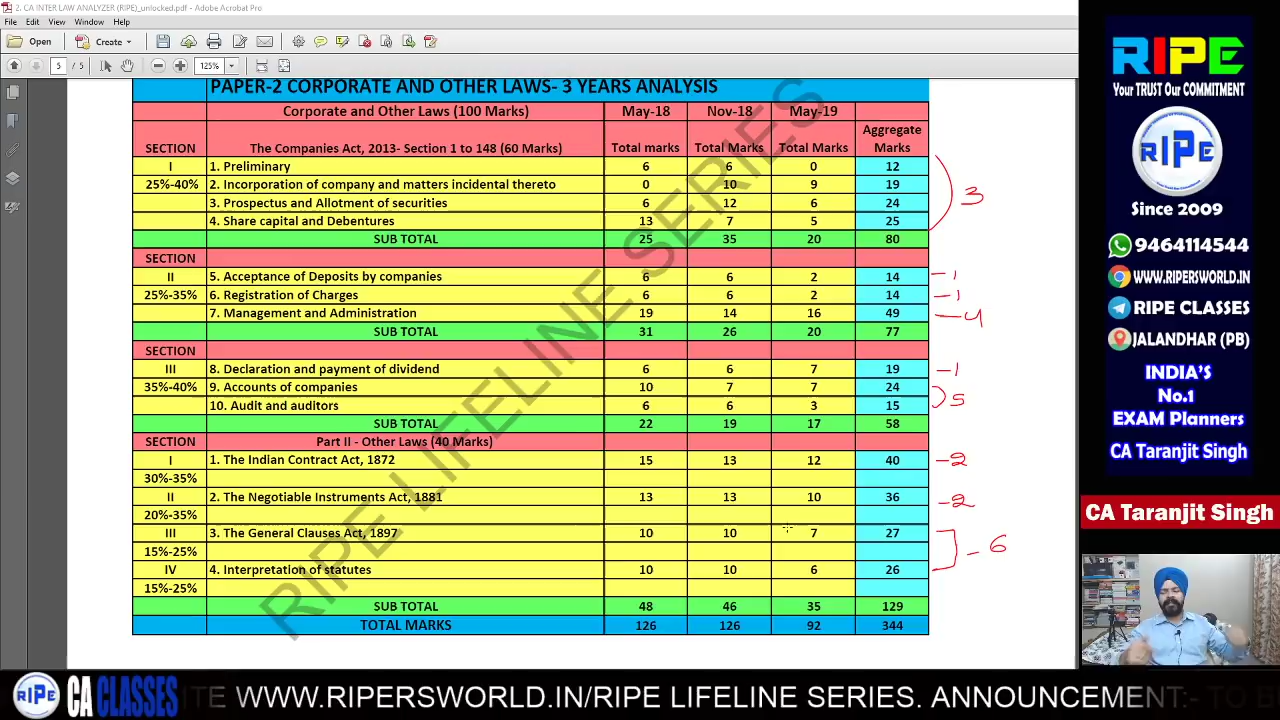 2. CA INTER LAW ANALYZER (RIPE)_unlocked.pdf - Adobe Acrobat Pro
File Edit View Window Help
Open Create
5 / 5 125%
PAPER-2 CORPORATE AND OTHER LAWS- 3 YEARS ANALYSIS
Corporate and Other Laws (100 Marks) May-18 Nov-18 May-19
SECTION The Companies Act, 2013- Section 1 to 148 (60 Marks) Total marks Total Marks Total Marks Aggregate Marks
I 1. Preliminary 6 6 0 12
25%-40% 2. Incorporation of company and matters incidental thereto 0 10 9 19
3. Prospectus and Allotment of securities 6 12 6 24
4. Share capital and Debentures 13 7 5 25
3
SUB TOTAL 25 35 20 80
SECTION
II 5. Acceptance of Deposits by companies 6 6 2 14 -1
25%-35% 6. Registration of Charges 6 6 2 14 -1
7. Management and Administration 19 14 16 49 -4
SUB TOTAL 31 26 20 77
SECTION
III 8. Declaration and payment of dividend 6 6 7 19 -1
35%-40% 9. Accounts of companies 10 7 7 24
10. Audit and auditors 6 6 3 15
5
SUB TOTAL 22 19 17 58
SECTION Part II - Other Laws (40 Marks)
I 1. The Indian Contract Act, 1872 15 13 12 40 -2
30%-35%
II 2. The Negotiable Instruments Act, 1881 13 13 10 36 -2
20%-35%
III 3. The General Clauses Act, 1897 10 10 7 27
15%-25% - 6
IV 4. Interpretation of statutes 10 10 6 26
15%-25%
SUB TOTAL 48 46 35 129
TOTAL MARKS 126 126 92 344
RIPE LIFELINE SERIES
RIPE
Your TRUST Our COMMITMENT
RIPE
Since 2009
9464114544
WWW.RIPERSWORLD.IN
RIPE CLASSES
JALANDHAR (PB)
INDIA'S
No.1
EXAM Planners
CA Taranjit Singh
CA Taranjit Singh
RIPE CA CLASSES
WWW.RIPERSWORLD.IN/RIPE LIFELINE SERIES. ANNOUNCEMENT:- TO